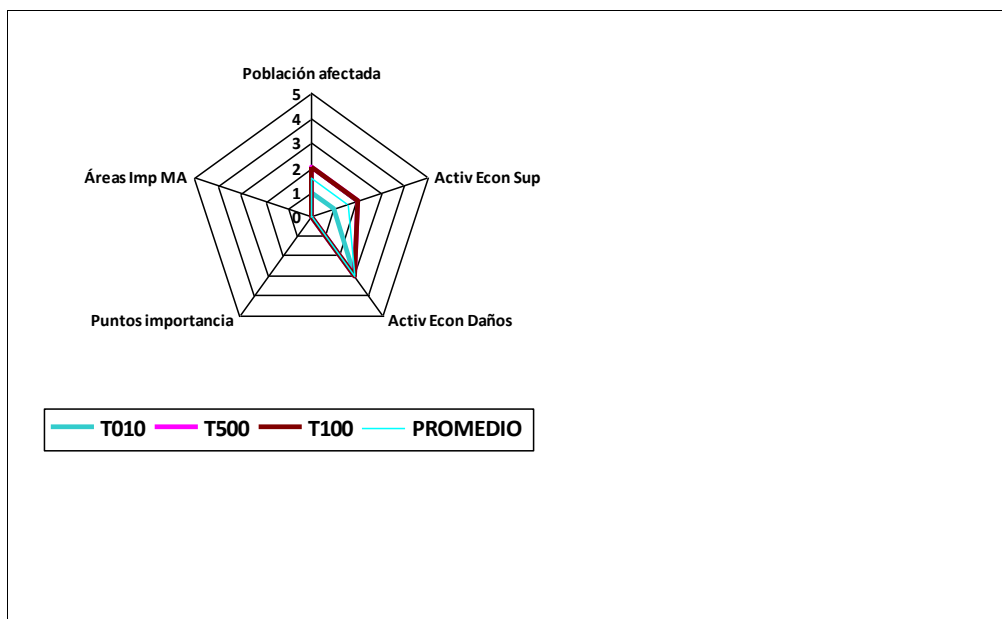 Población afectada
5
4
3
2
1
0
Áreas Imp MA
Activ Econ Sup
Puntos importancia
Activ Econ Daños
T010 T500 T100 PROMEDIO